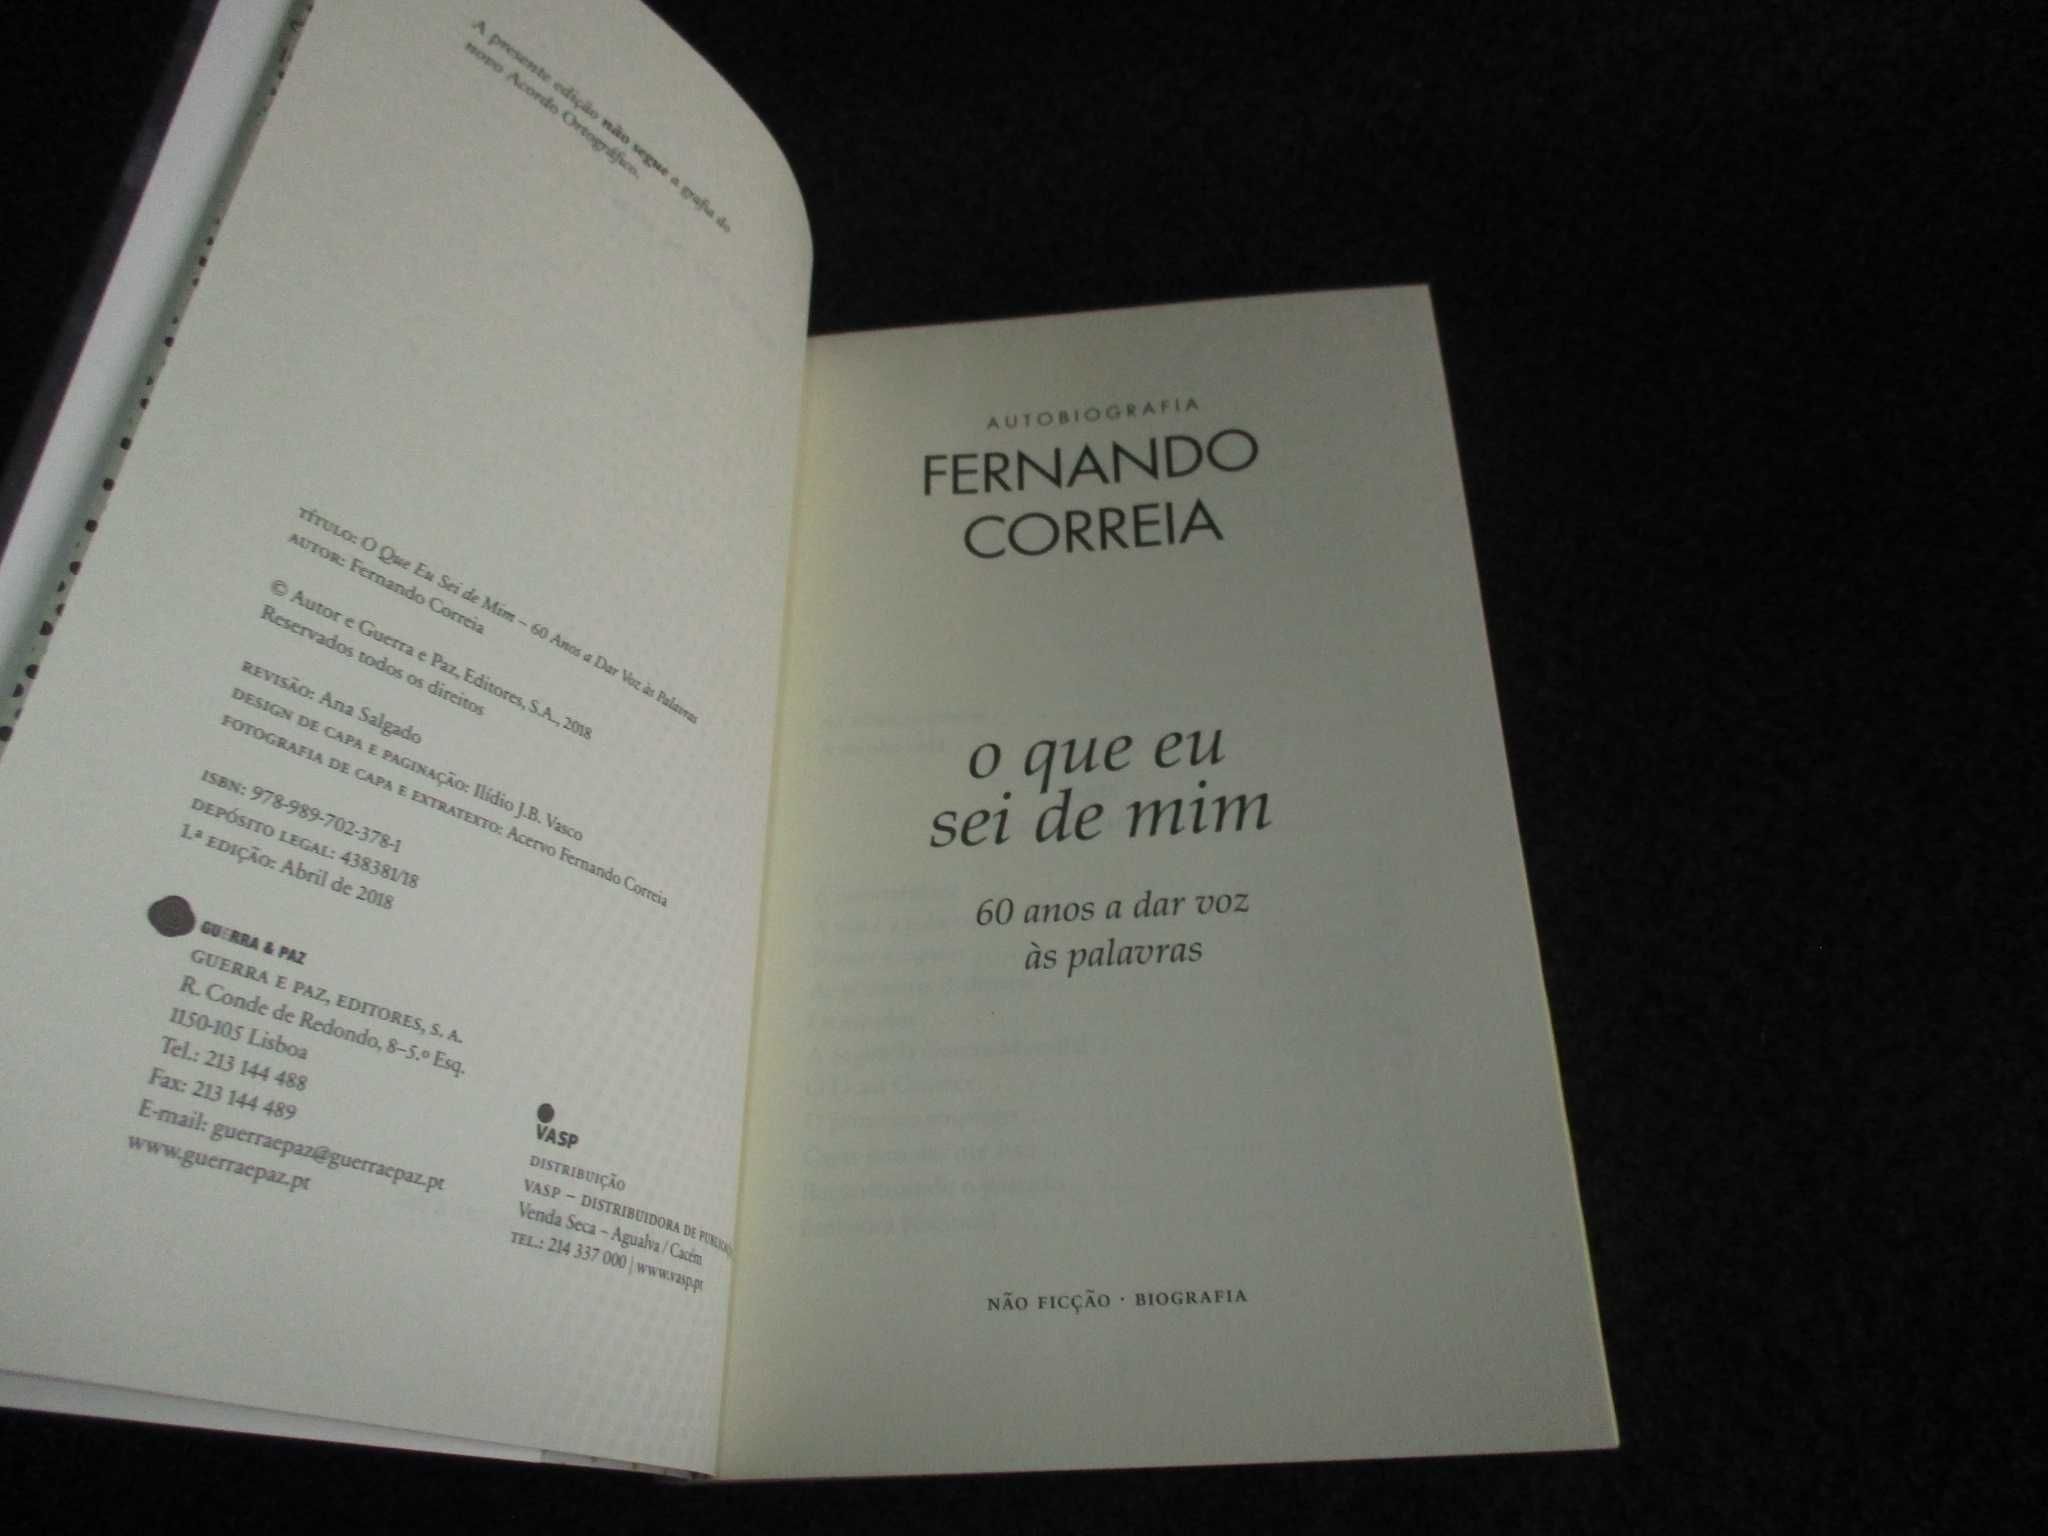 A presente edição não segue a grafia do
novo Acordo Ortográfico.
TÍTULO: O Que Eu Sei de Mim – 60 Anos a Dar Voz às Palavras
AUTOR: Fernando Correia
© Autor e Guerra e Paz, Editores, S.A., 2018
Reservados todos os direitos
REVISÃO: Ana Salgado
DESIGN DE CAPA E PAGINAÇÃO: Ilídio J.B. Vasco
FOTOGRAFIA DE CAPA E EXTRATEXTO: Acervo Fernando Correia
ISBN: 978-989-702-378-1
DEPÓSITO LEGAL: 438381/18
1.ª EDIÇÃO: Abril de 2018
GUERRA & PAZ
GUERRA E PAZ, EDITORES, S. A.
R. Conde de Redondo, 8–5.º Esq.
1150-105 Lisboa
Tel.: 213 144 488
Fax: 213 144 489
E-mail: guerraepaz@guerraepaz.pt
www.guerraepaz.pt
VASP
DISTRIBUIÇÃO
VASP – DISTRIBUIDORA DE
Venda Seca – Agualva / Cacém
TEL.: 214 337 000 | www.vasp.pt
AUTOBIOGRAFIA
FERNANDO
CORREIA
o que eu
sei de mim
60 anos a dar voz
às palavras
NÃO FICÇÃO · BIOGRAFIA